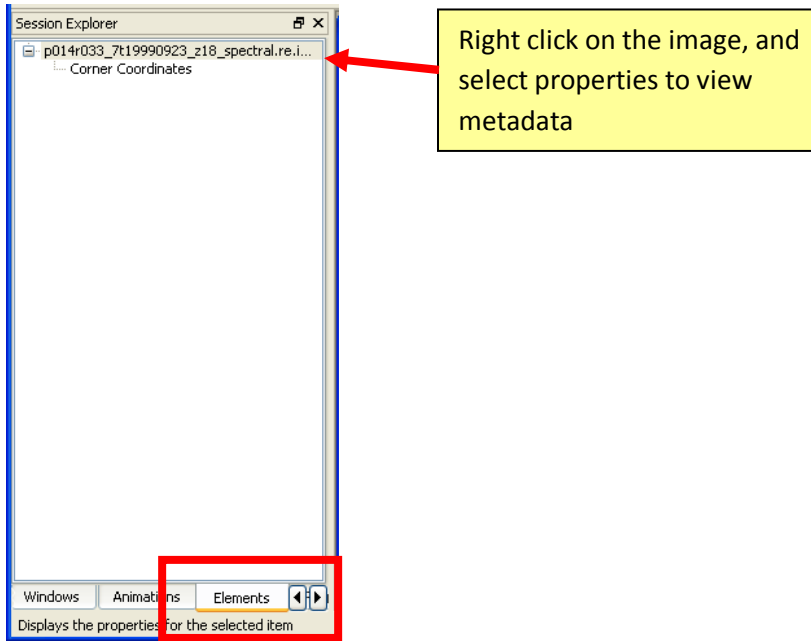 Session Explorer
p014r033_7t19990923_z18_spectral.re.i...
Corner Coordinates
Right click on the image, and
select properties to view
metadata
Windows Animations Elements
Displays the properties for the selected item